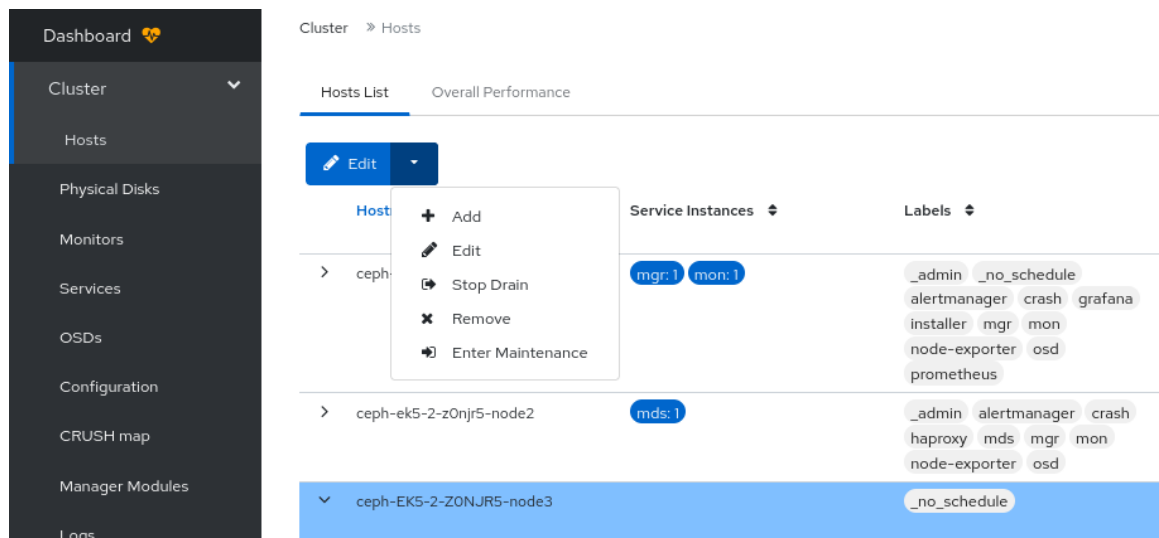 Dashboard
Cluster
Hosts
Physical Disks
Monitors
Services
OSDs
Configuration
CRUSH map
Manager Modules
Logs
Cluster » Hosts
Hosts List Overall Performance
Edit
Add
Edit
Stop Drain
Remove
Enter Maintenance
Host Service Instances Labels
ceph- mgr: 1 mon: 1 _admin _no_schedule
alertmanager crash grafana
installer mgr mon
node-exporter osd
prometheus
ceph-ek5-2-z0njr5-node2 mds: 1 _admin alertmanager crash
haproxy mds mgr mon
node-exporter osd
ceph-EK5-2-Z0NJR5-node3 _no_schedule